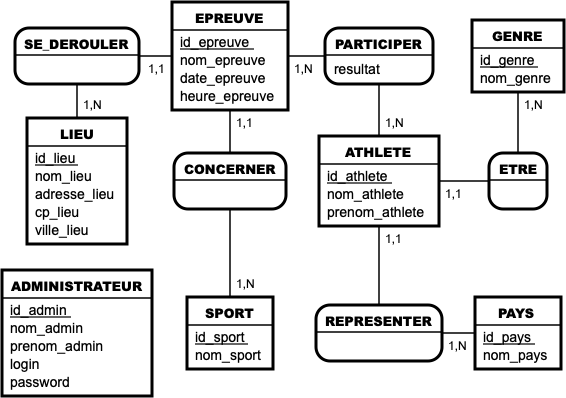 SE_DEROULER
1,1
1,N
EPREUVE
id_epreuve
nom_epreuve
date_epreuve
heure_epreuve
1,N
1,1
PARTICIPER
resultat
1,N
GENRE
id_genre
nom_genre
1,N
LIEU
id_lieu
nom_lieu
adresse_lieu
cp_lieu
ville_lieu
CONCERNER
1,N
ATHLETE
id_athlete
nom_athlete
prenom_athlete
1,1
1,1
ETRE
ADMINISTRATEUR
id_admin
nom_admin
prenom_admin
login
password
SPORT
id_sport
nom_sport
REPRESENTER
1,N
PAYS
id_pays
nom_pays